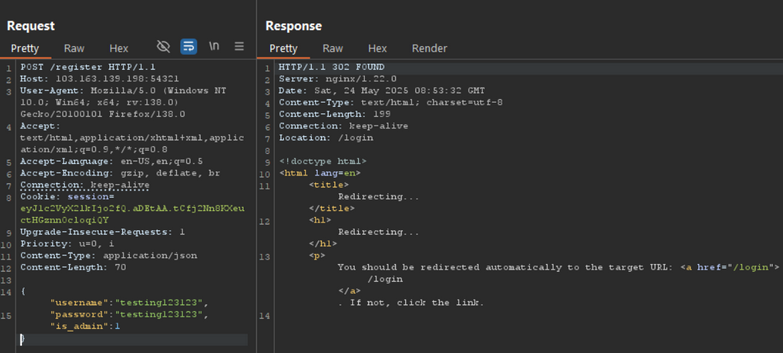 Request
Pretty Raw Hex \n
1 POST /register HTTP/1.1
2 Host: 103.163.139.198:54321
3 User-Agent: Mozilla/5.0 (Windows NT
10.0; Win64; x64; rv:138.0)
Gecko/20100101 Firefox/138.0
4 Accept:
text/html,application/xhtml+xml,applic
ation/xml;q=0.9,*/*;q=0.8
5 Accept-Language: en-US,en;q=0.5
6 Accept-Encoding: gzip, deflate, br
7 Connection: keep-alive
8 Cookie: session=
9 Upgrade-Insecure-Requests: 1
10 Priority: u=0, i
11 Content-Type: application/json
12 Content-Length: 70
13
14 {
"username":"testing123123",
15 "password":"testing123123",
"is_admin":1
}
Response
Pretty Raw Hex Render
1 HTTP/1.1 302 FOUND
2 Server: nginx/1.22.0
3 Date: Sat, 24 May 2025 08:53:32 GMT
4 Content-Type: text/html; charset=utf-8
5 Content-Length: 199
6 Connection: keep-alive
7 Location: /login
8
9 <!doctype html>
10 <html lang=en>
11 <title>
Redirecting...
</title>
12 <h1>
Redirecting...
</h1>
13 <p>
You should be redirected automatically to the target URL: <a href="/login">
/login
</a>
. If not, click the link.
14